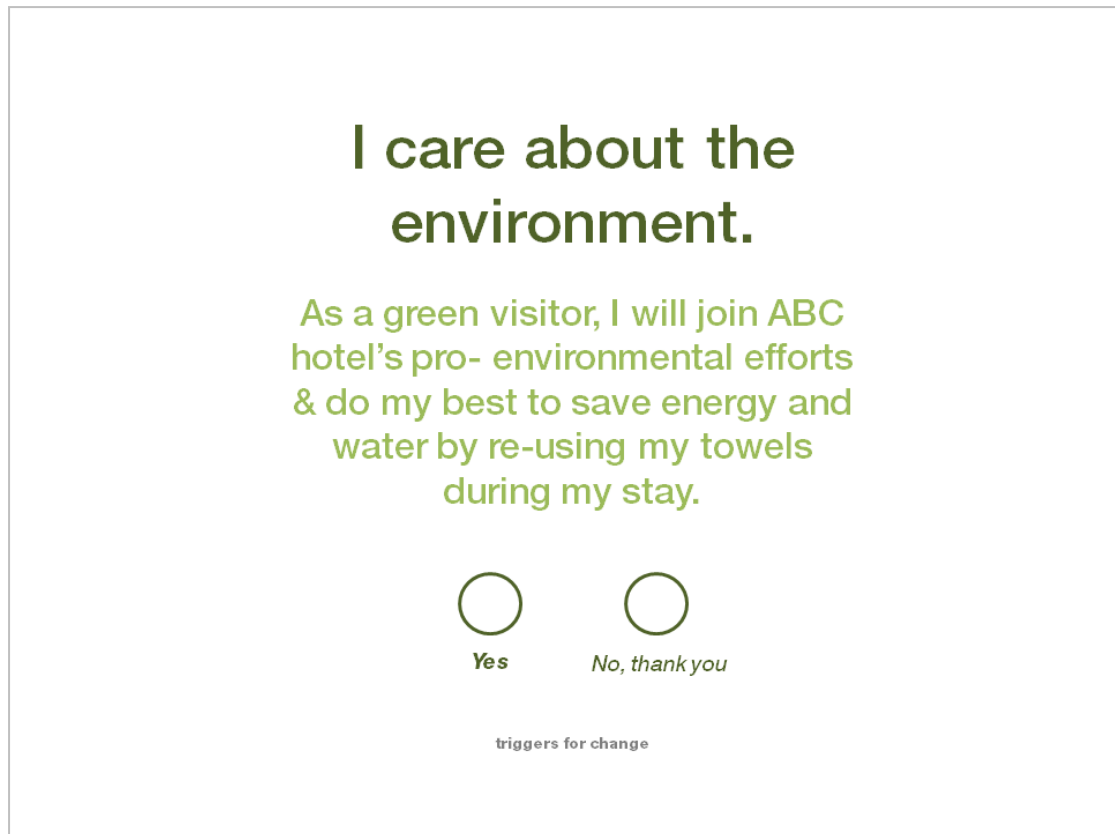 I care about the
environment.
As a green visitor, I will join ABC
hotel’s pro- environmental efforts
& do my best to save energy and
water by re-using my towels
during my stay.
Yes
No, thank you
triggers for change